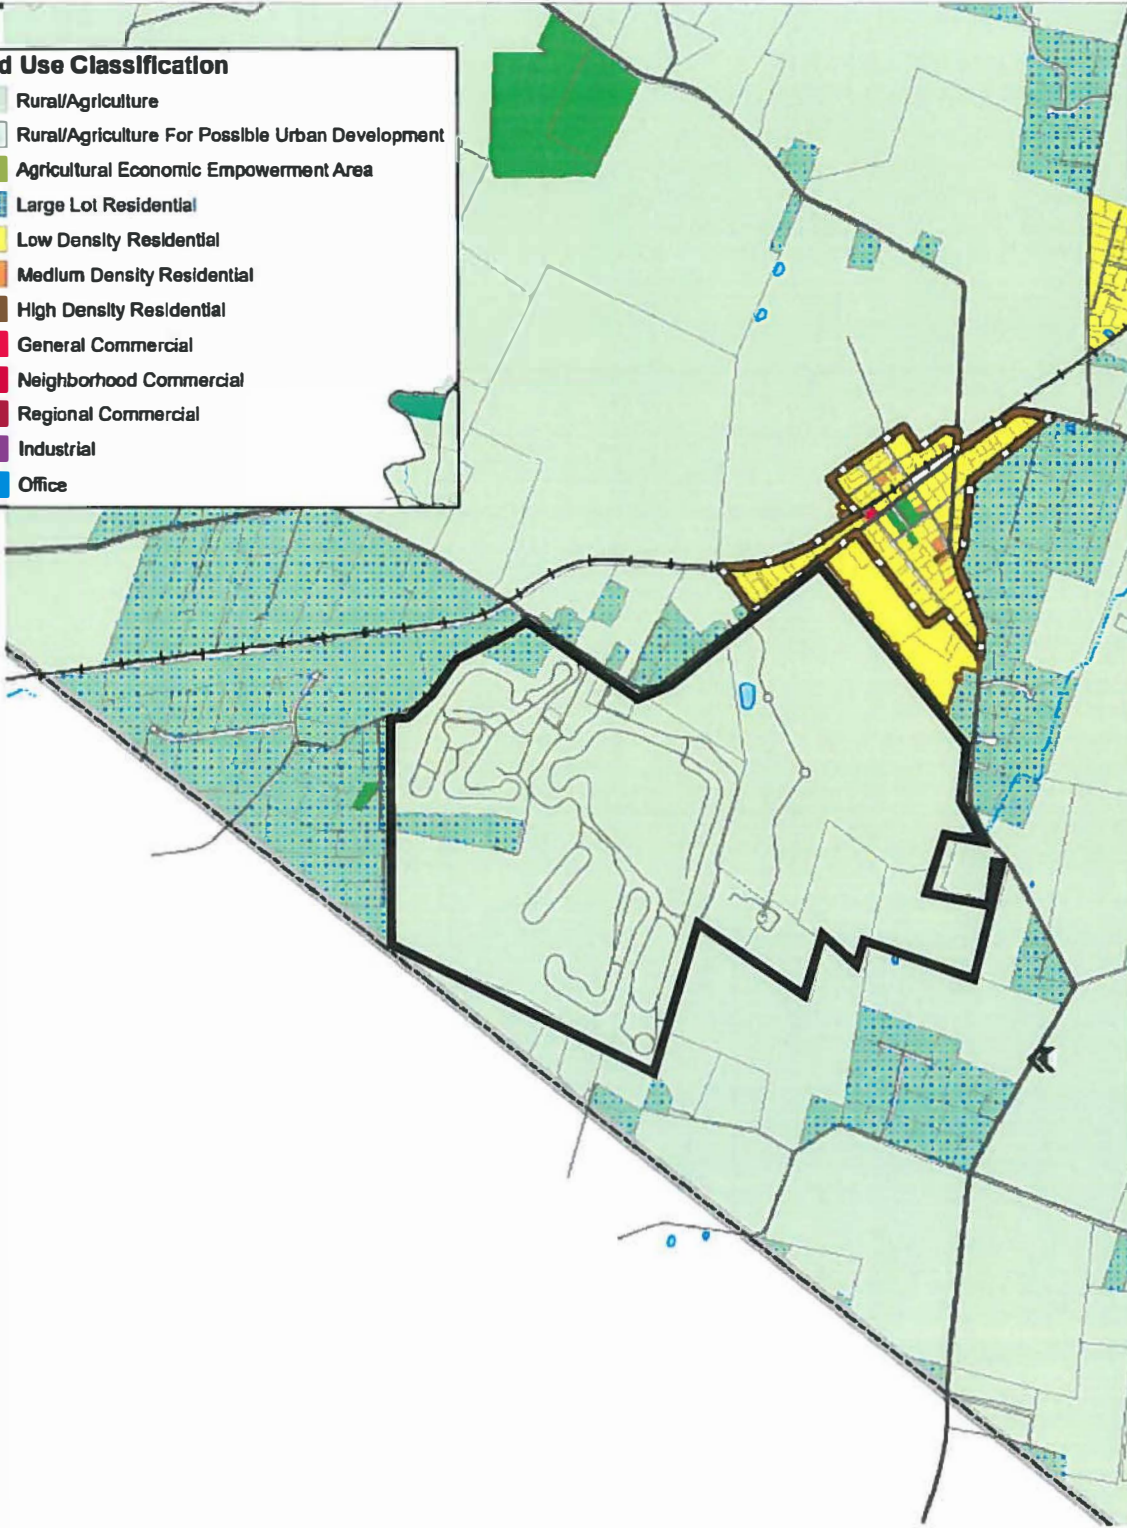 d Use Classification
Rural/Agriculture
Rural/Agriculture For Possible Urban Development
Agricultural Economic Empowerment Area
Large Lot Residential
Low Density Residential
Medium Density Residential
High Density Residential
General Commercial
Neighborhood Commercial
Regional Commercial
Industrial
Office